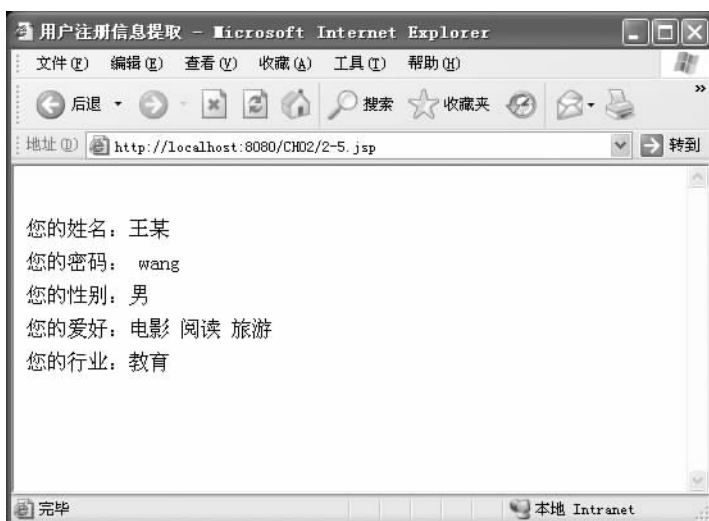 用户注册信息提取 - Microsoft Internet Explorer
文件(F) 编辑(E) 查看(V) 收藏(A) 工具(T) 帮助(H)
后退 搜索 收藏夹 »
地址(D) http://localhost:8080/CH02/2-5.jsp 转到
您的姓名：王某
您的密码： wang
您的性别：男
您的爱好：电影 阅读 旅游
您的行业：教育
完毕 本地 Intranet